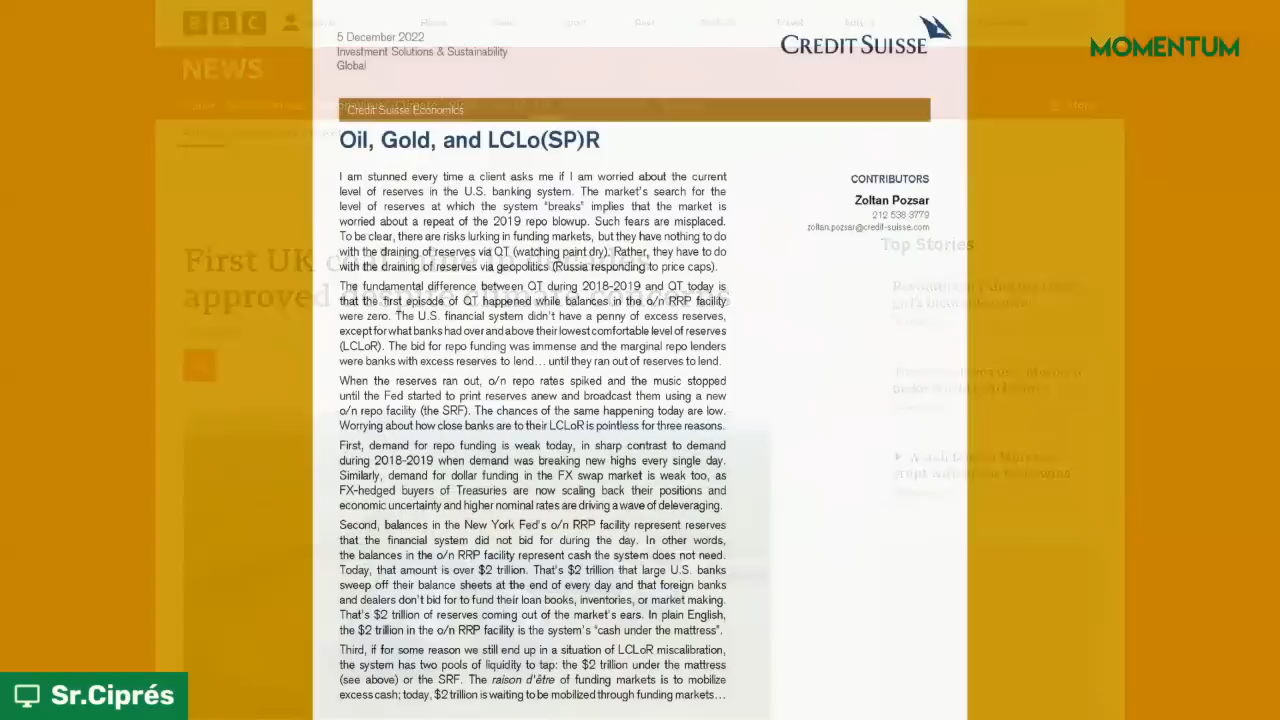 BBC
NEWS
5 December 2022
Investment Solutions & Sustainability
Global
CREDIT SUISSE
MOMENTUM
Credit Suisse Economics
Oil, Gold, and LCLo(SP)R
I am stunned every time a client asks me if I am worried about the current
level of reserves in the U.S. banking system. The market's search for the
level of reserves at which the system "breaks" implies that the market is
worried about a repeat of the 2019 repo blowup. Such fears are misplaced.
To be clear, there are risks lurking in funding markets, but they have nothing to do
with the draining of reserves via QT (watching paint dry). Rather, they have to do
with the draining of reserves via geopolitics (Russia responding to price caps).
The fundamental difference between QT during 2018-2019 and QT today is
that the first episode of QT happened while balances in the o/n RRP facility
were zero. The U.S. financial system didn't have a penny of excess reserves,
except for what banks had over and above their lowest comfortable level of reserves
(LCLoR). The bid for repo funding was immense and the marginal repo lenders
were banks with excess reserves to lend… until they ran out of reserves to lend.
When the reserves ran out, o/n repo rates spiked and the music stopped
until the Fed started to print reserves anew and broadcast them using a new
o/n repo facility (the SRF). The chances of the same happening today are low.
Worrying about how close banks are to their LCLoR is pointless for three reasons.
First, demand for repo funding is weak today, in sharp contrast to demand
during 2018-2019 when demand was breaking new highs every single day.
Similarly, demand for dollar funding in the FX swap market is weak too, as
FX-hedged buyers of Treasuries are now scaling back their positions and
economic uncertainty and higher nominal rates are driving a wave of deleveraging.
Second, balances in the New York Fed's o/n RRP facility represent reserves
that the financial system did not bid for during the day. In other words,
the balances in the o/n RRP facility represent cash the system does not need.
Today, that amount is over $2 trillion. That's $2 trillion that large U.S. banks
sweep off their balance sheets at the end of every day and that foreign banks
and dealers don't bid for to fund their loan books, inventories, or market making.
That's $2 trillion of reserves coming out of the market's ears. In plain English,
the $2 trillion in the o/n RRP facility is the system's "cash under the mattress".
Third, if for some reason we still end up in a situation of LCLoR miscalibration,
the system has two pools of liquidity to tap: the $2 trillion under the mattress
(see above) or the SRF. The raison d'être of funding markets is to mobilize
excess cash; today, $2 trillion is waiting to be mobilized through funding markets…
CONTRIBUTORS
Zoltan Pozsar
212 538 3779
zoltan.pozsar@credit-suisse.com
First UK
approved
Top Stories
Sr.Ciprés